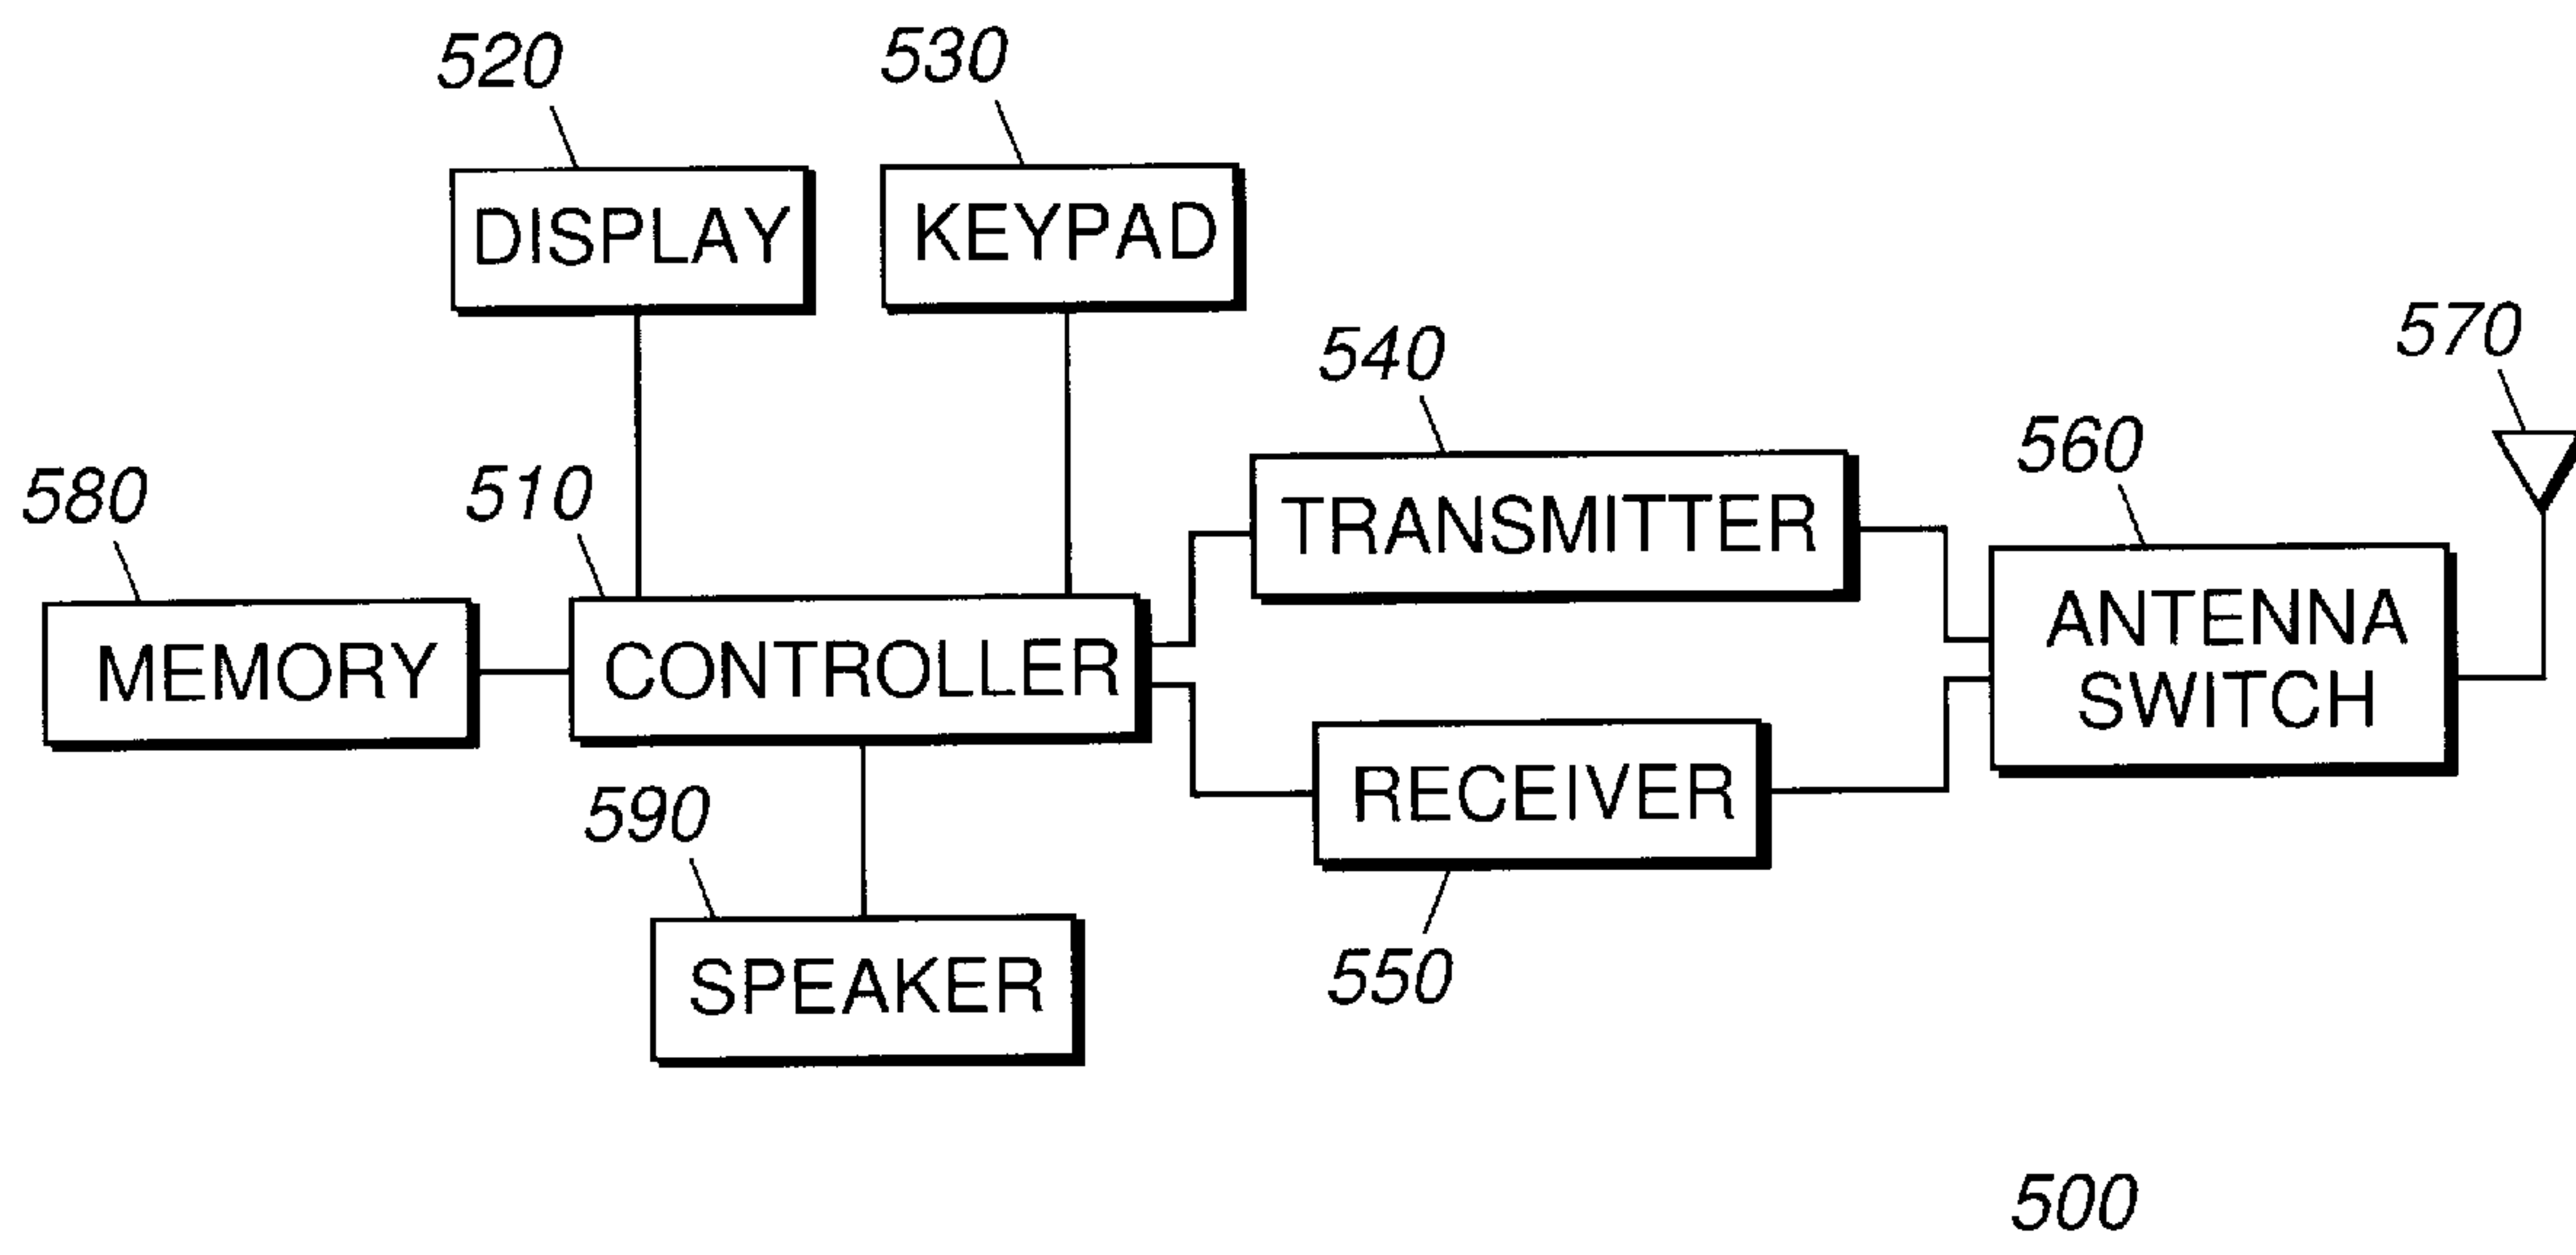 520
530
DISPLAY
KEYPAD
570
540
560
580
510
TRANSMITTER
ANTENNA
SWITCH
MEMORY
CONTROLLER
RECEIVER
590
550
SPEAKER
500